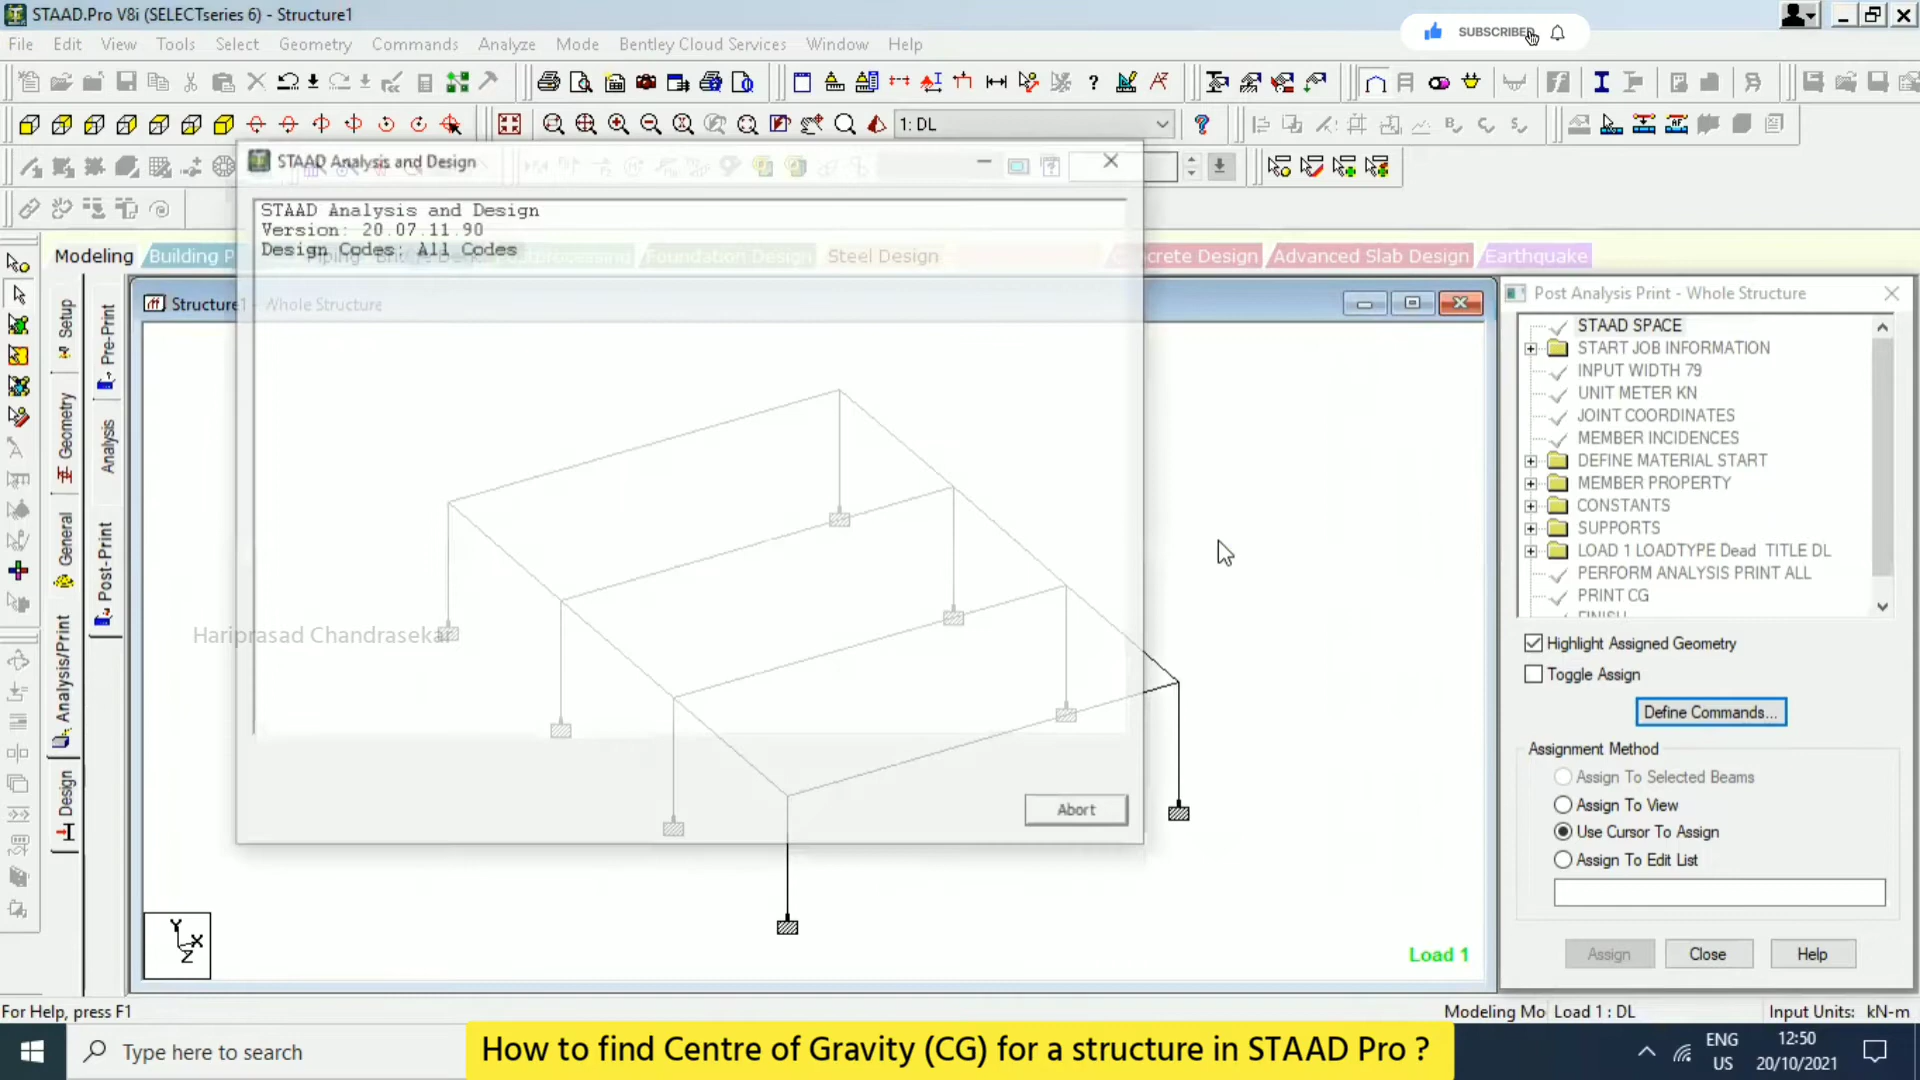 STAAD.Pro V8i (SELECTseries 6) - Structure1
SUBSCRIBED
File Edit View Tools Select Geometry Commands Analyze Mode Bentley Cloud Services Window Help
1: DL
STAAD Analysis and Design
STAAD Analysis and Design
Version: 20.07.11.90
Design Codes: All Codes
Modeling Building P Piping Foundation Design Steel Design Concrete Design Advanced Slab Design Earthquake
Structure1 - Whole Structure
Setup
Geometry
General
Analysis/Print
Design
Pre-Print
Analysis
Post-Print
Hariprasad Chandrasekar
Abort
Load 1
Y
X
Z
Post Analysis Print - Whole Structure
STAAD SPACE
START JOB INFORMATION
INPUT WIDTH 79
UNIT METER KN
JOINT COORDINATES
MEMBER INCIDENCES
DEFINE MATERIAL START
MEMBER PROPERTY
CONSTANTS
SUPPORTS
LOAD 1 LOADTYPE Dead TITLE DL
PERFORM ANALYSIS PRINT ALL
PRINT CG
FINISH
Highlight Assigned Geometry
Toggle Assign
Define Commands...
Assignment Method
Assign To Selected Beams
Assign To View
Use Cursor To Assign
Assign To Edit List
Assign Close Help
For Help, press F1
Modeling Mo Load 1 : DL Input Units: kN-m
Type here to search
How to find Centre of Gravity (CG) for a structure in STAAD Pro ?
ENG
US
12:50
20/10/2021